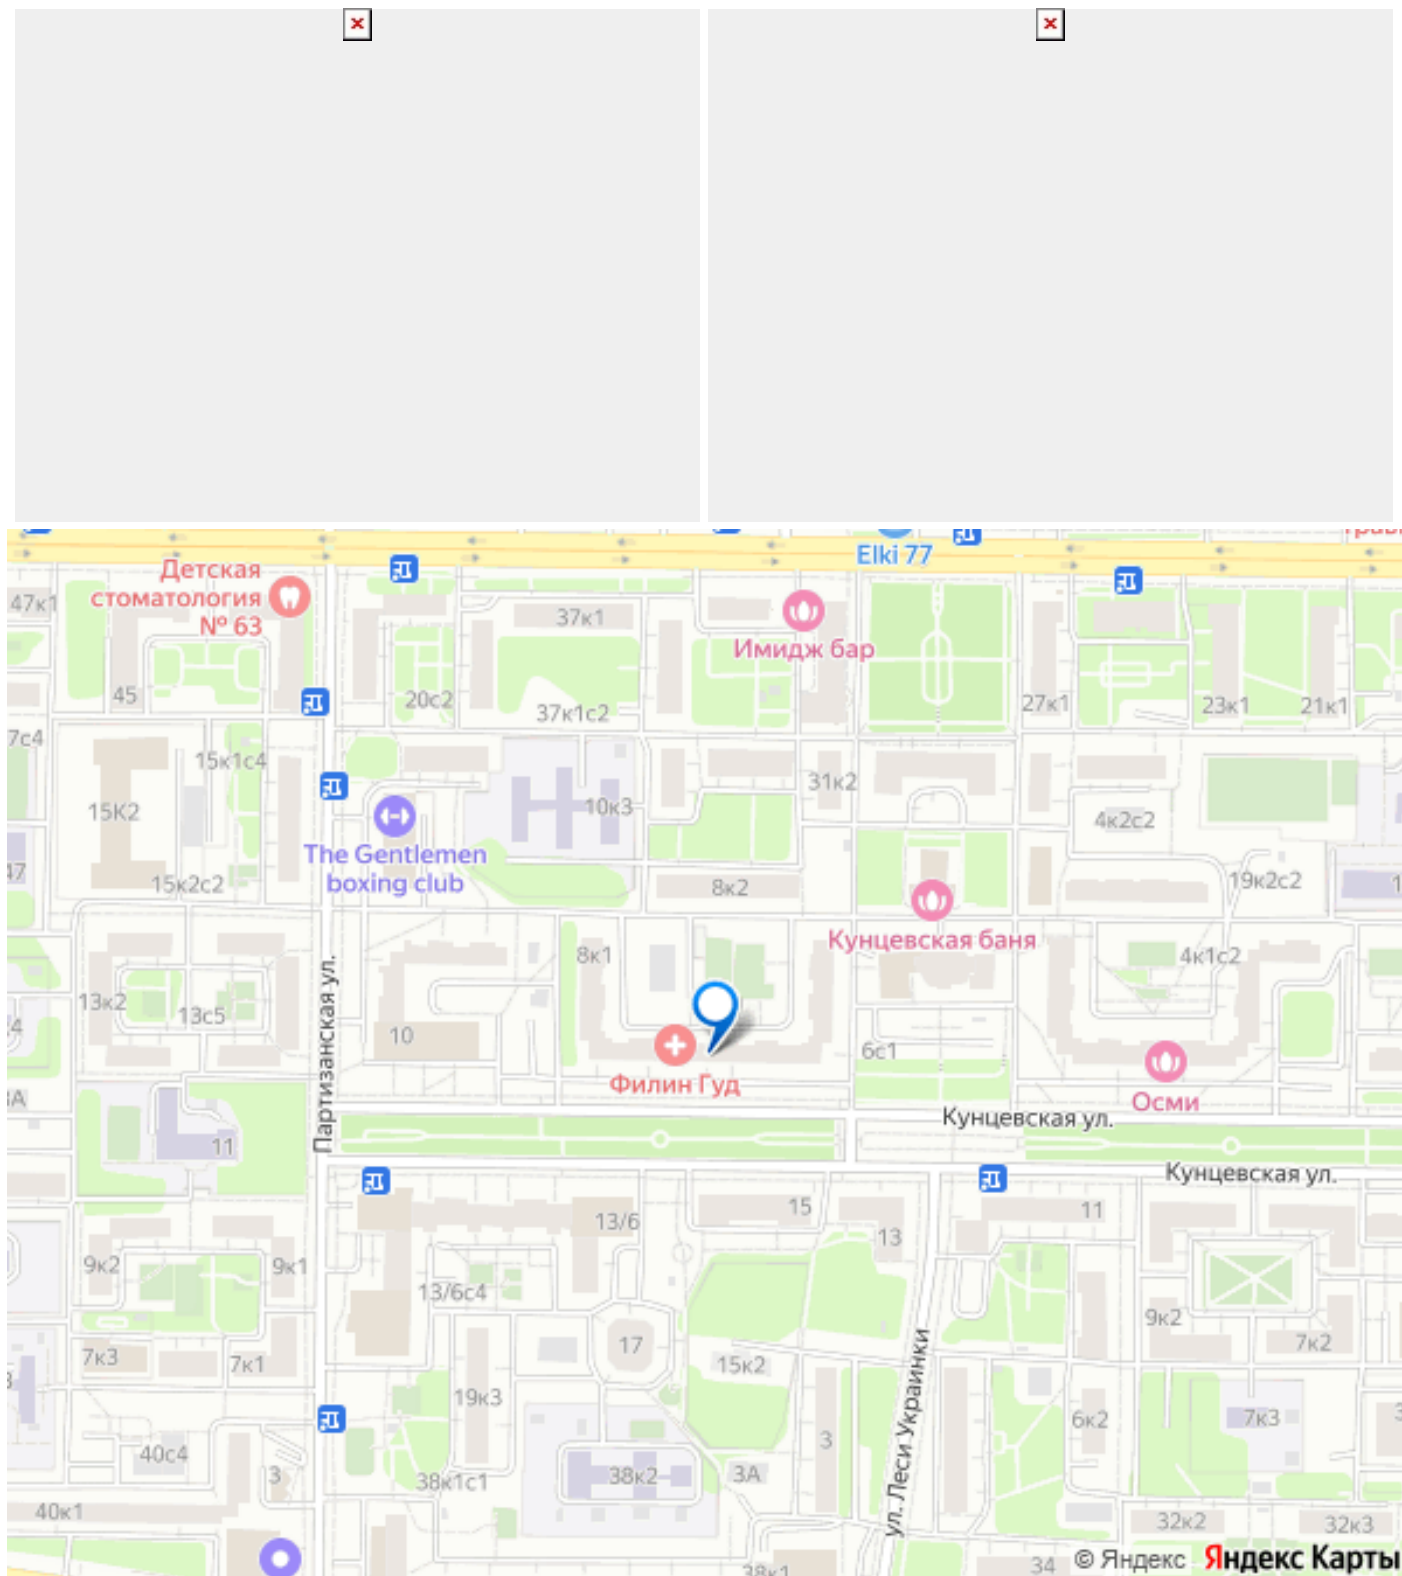 Elki 77
Детская
стоматология
№ 63
47к1
37к1
Имидж бар
45
20с2
37к1с2
27к1
23к1
21к1
7с4
15к1с4
31к2
15К2
10к3
4к2с2
The Gentlemen
boxing club
47
15к2с2
8к2
19к2с2
Кунцевская баня
8к1
4к1с2
13к2
13с5
10
6с1
Партизанская ул.
Филин Гуд
Осми
Кунцевская ул.
11
Кунцевская ул.
13/6
15
13
11
9к2
9к1
13/6с4
9к2
7к3
7к1
17
15к2
7к2
ул. Леси Украинки
19к3
6к2
7к3
40с4
3
38к1с1
38к2
3А
3
40к1
32к2
32к3
38к1
34
© Яндекс
Яндекс Карты